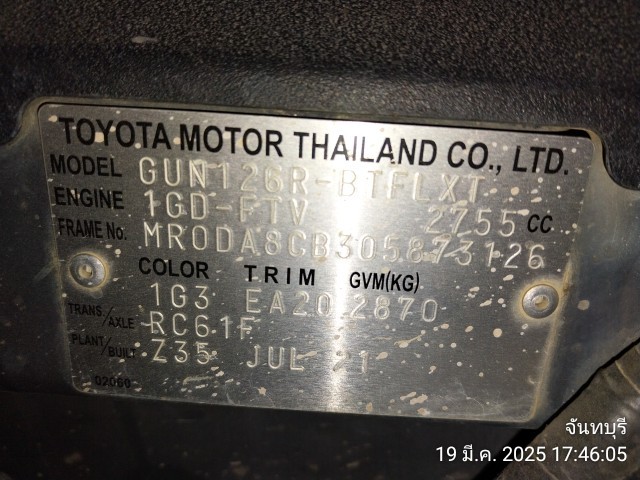 TOYOTA MOTOR THAILAND CO., LTD.
MODEL GUN126R-BTFLXT
ENGINE 1GD-FTV 2755 CC
FRAME No. MR0DA8CB305873126
COLOR TRIM GVM(KG)
1G3 EA20 2870
TRANS/AXLE RC61F
PLANT/BUILT Z35 JUL 21
02060
จันทบุรี
19 มี.ค. 2025 17:46:05